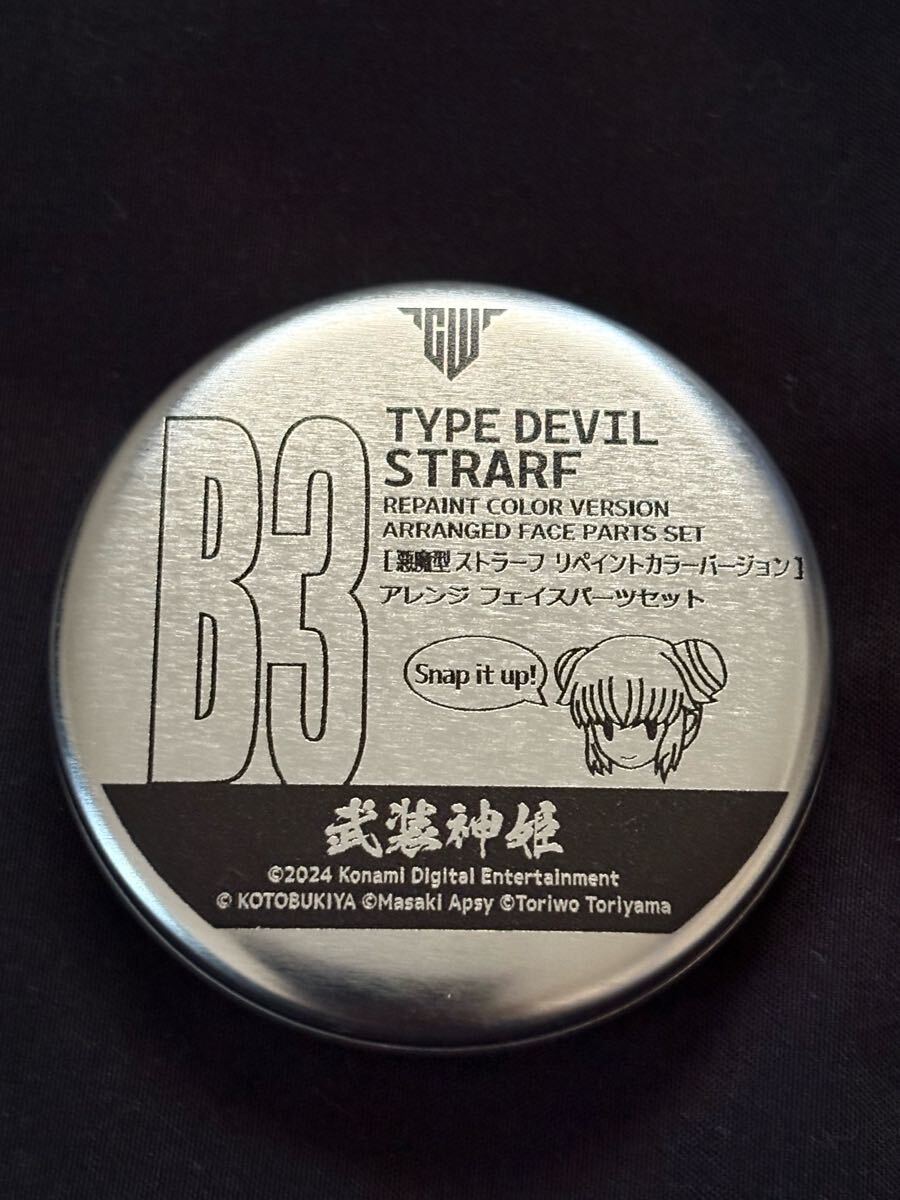 GW
B3
TYPE DEVIL
STRARF
REPAINT COLOR VERSION
ARRANGED FACE PARTS SET
[悪魔型 ストラーフ リペイントカラーバージョン]
アレンジ フェイスパーツセット
Snap it up!
武装神姫
©2024 Konami Digital Entertainment
© KOTOBUKIYA ©Masaki Apsy ©Toriwo Toriyama